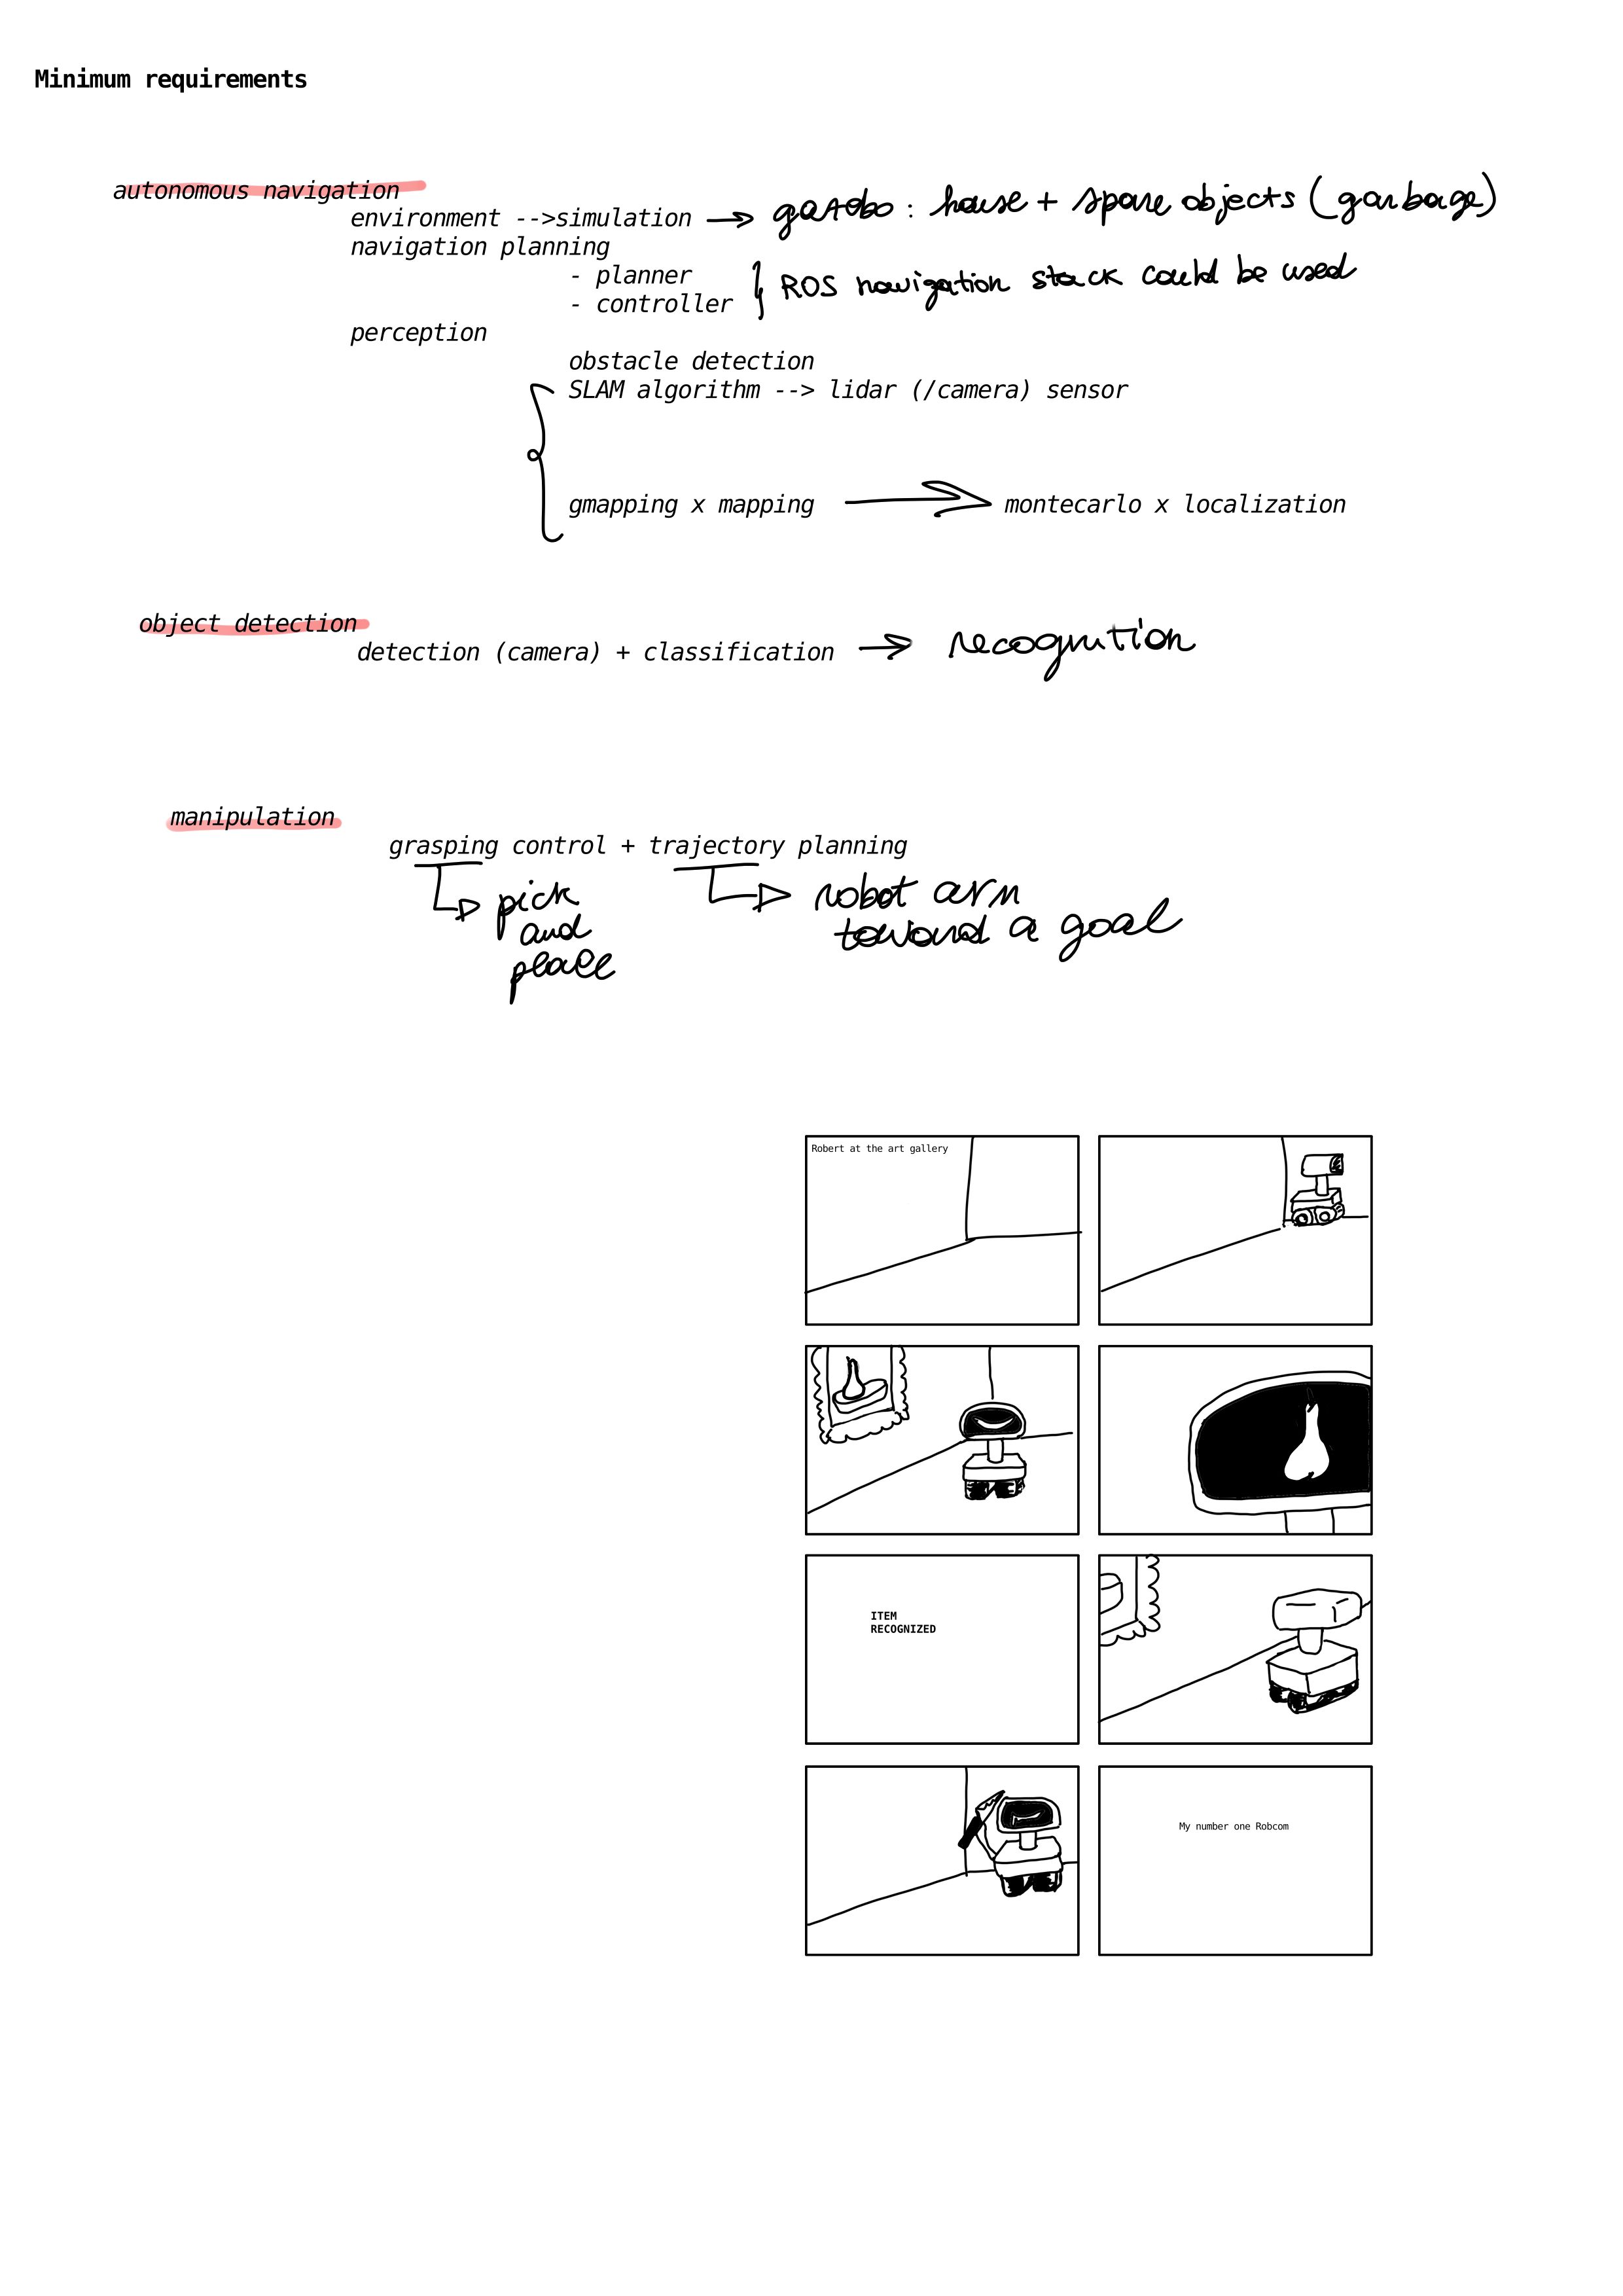 Minimum requirements
autonomous navigation
environment -->simulation → gazebo : house + spare objects (garbage)
navigation planning
- planner
- controller } ROS navigation stack could be used
perception
obstacle detection
SLAM algorithm --> lidar (/camera) sensor
gmapping x mapping → montecarlo x localization
object detection
detection (camera) + classification → recognition
manipulation
grasping control + trajectory planning
pick
and
place
robot arm
toward a goal
Robert at the art gallery
ITEM
RECOGNIZED
My number one Robcom